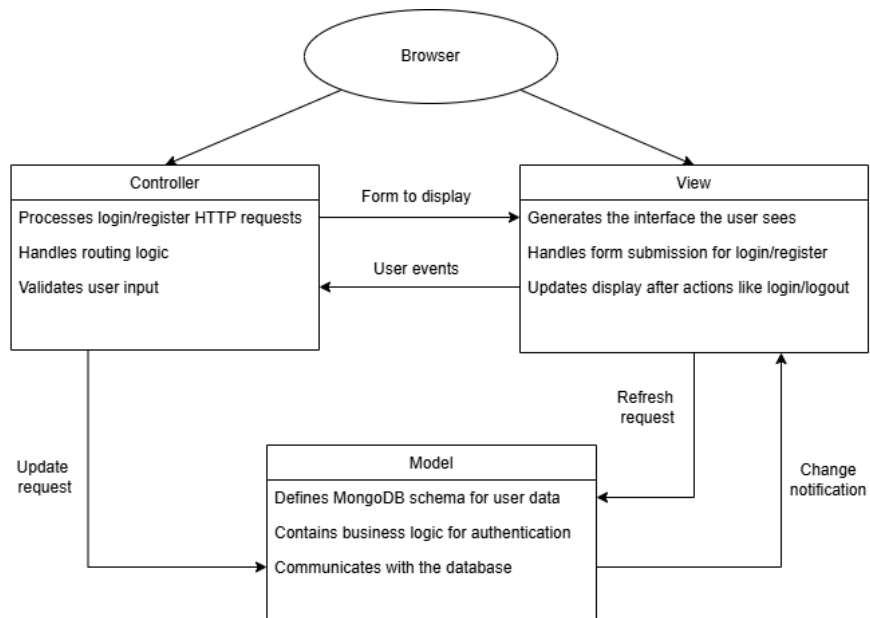 Browser
Controller
Processes login/register HTTP requests
Handles routing logic
Validates user input
Form to display
User events
View
Generates the interface the user sees
Handles form submission for login/register
Updates display after actions like login/logout
Refresh
request
Update
request
Change
notification
Model
Defines MongoDB schema for user data
Contains business logic for authentication
Communicates with the database